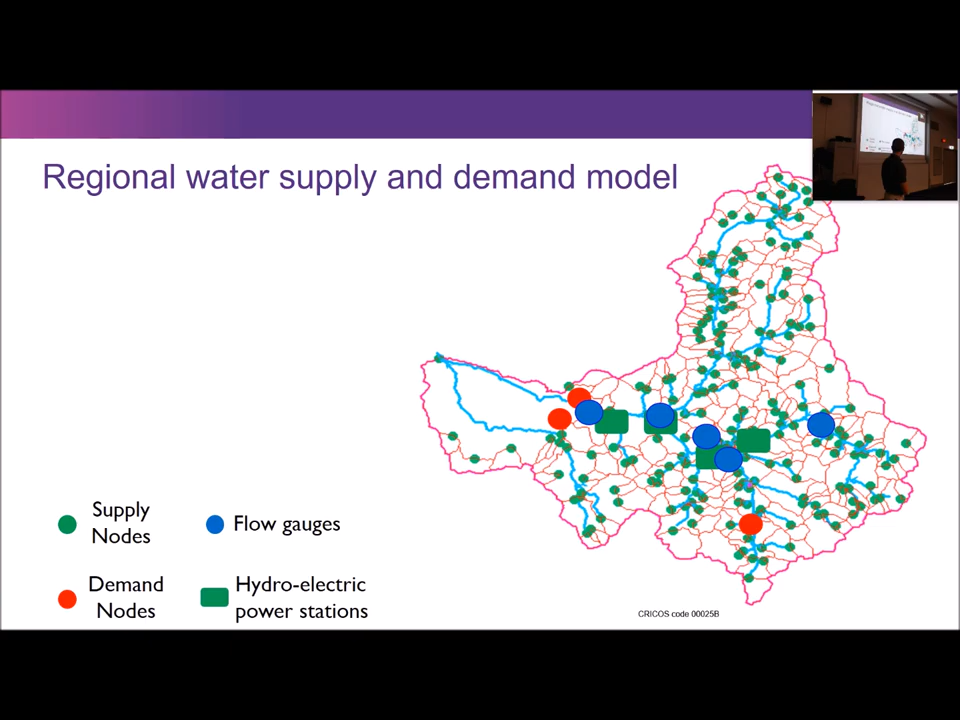 Regional water supply and demand model
Supply
Nodes
Flow gauges
Demand
Nodes
Hydro-electric
power stations
CRICOS code 00025B